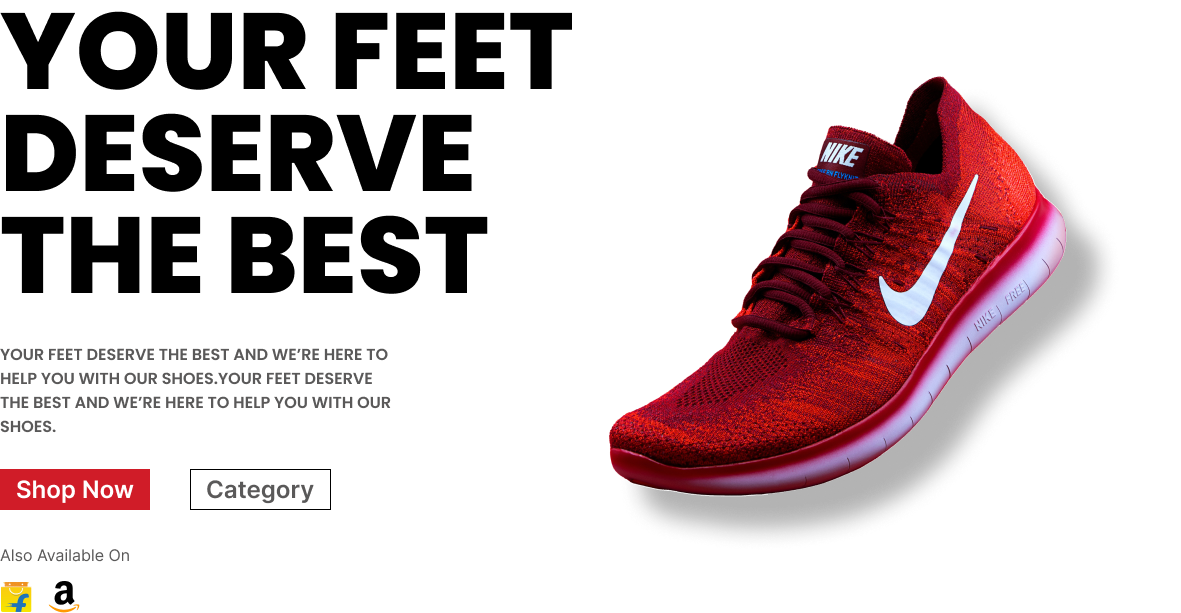 YOUR FEET
DESERVE
THE BEST
YOUR FEET DESERVE THE BEST AND WE’RE HERE TO
HELP YOU WITH OUR SHOES.YOUR FEET DESERVE
THE BEST AND WE’RE HERE TO HELP YOU WITH OUR
SHOES.
Shop Now
Category
Also Available On
NIKE
NIKE FREE